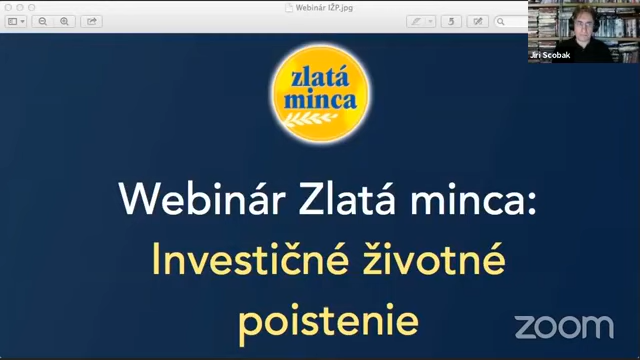 Webinár IŽP.jpg
Jiri Scobak
zlatá
minca
Webinár Zlatá minca:
Investičné životné
poistenie
zoom